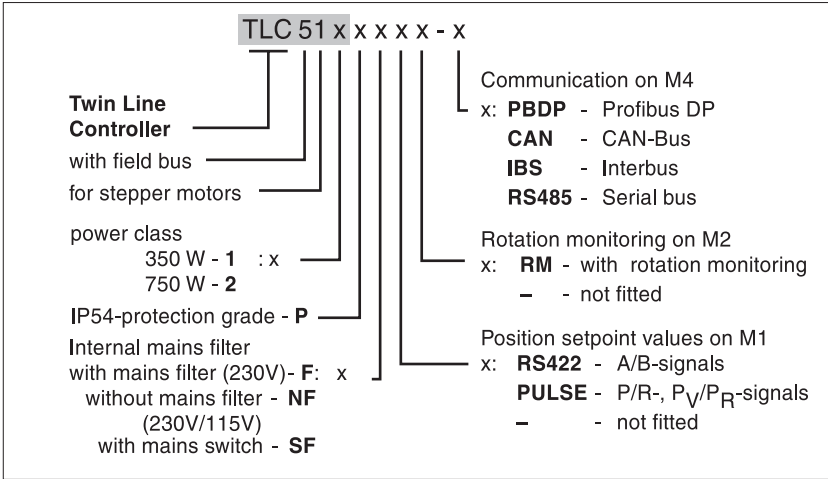 TLC 51 x x x x x - x
Twin Line
Controller
with field bus
for stepper motors
power class
350 W - 1 : x
750 W - 2
IP54-protection grade - P
Internal mains filter
with mains filter (230V)- F: x
without mains filter - NF
(230V/115V)
with mains switch - SF
Communication on M4
x: PBDP - Profibus DP
CAN - CAN-Bus
IBS - Interbus
RS485 - Serial bus
Rotation monitoring on M2
x: RM - with rotation monitoring
– - not fitted
Position setpoint values on M1
x: RS422 - A/B-signals
PULSE - P/R-, PV/PR-signals
– - not fitted